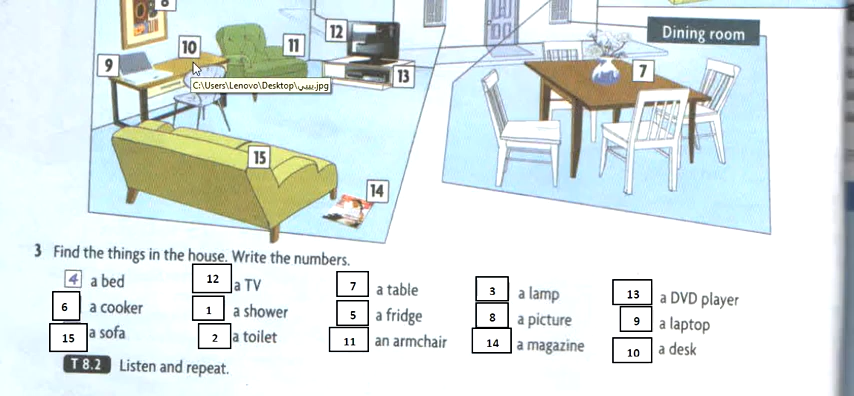 8
10
11
12
Dining room
9
13
7
C:\Users\Lenovo\Desktop\ .jpg
15
14
3 Find the things in the house. Write the numbers.
4 a bed 12 a TV 7 a table 3 a lamp 13 a DVD player
6 a cooker 1 a shower 5 a fridge 8 a picture 9 a laptop
15 a sofa 2 a toilet 11 an armchair 14 a magazine 10 a desk
T 8.2 Listen and repeat.